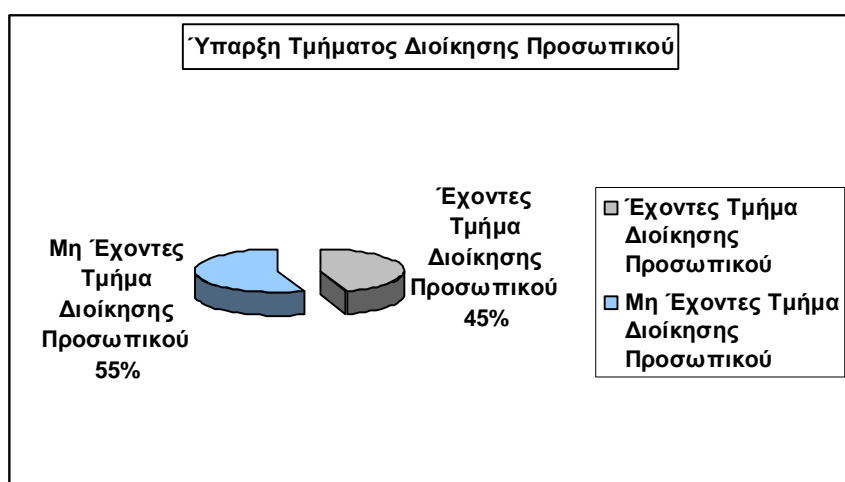 Ύπαρξη Τμήματος Διοίκησης Προσωπικού
Έχοντες
Τμήμα
Διοίκησης
Προσωπικού
45%
Μη Έχοντες
Τμήμα
Διοίκησης
Προσωπικού
55%
Έχοντες Τμήμα
Διοίκησης
Προσωπικού
Μη Έχοντες Τμήμα
Διοίκησης
Προσωπικού